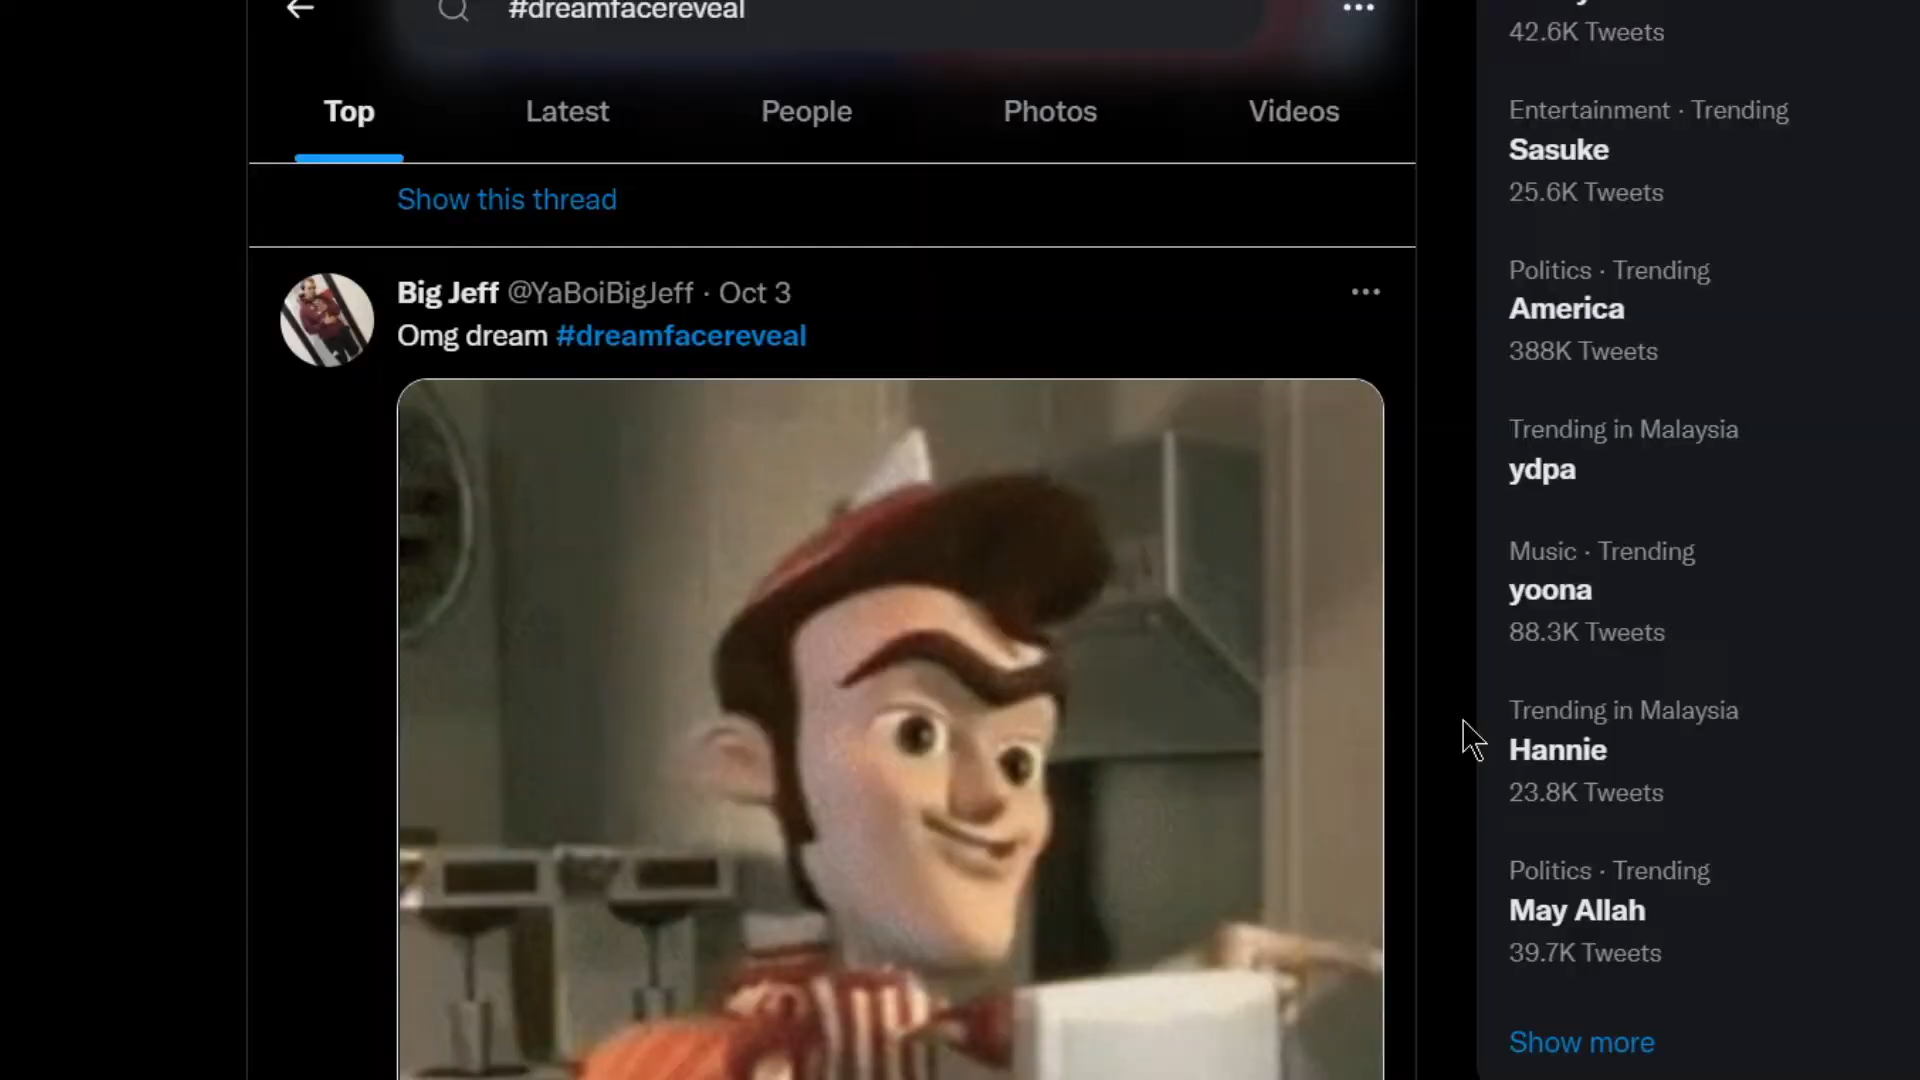 #dreamfacereveal
Top
Latest
People
Photos
Videos
Show this thread
Big Jeff @YaBoiBigJeff · Oct 3
Omg dream #dreamfacereveal
42.6K Tweets
Entertainment · Trending
Sasuke
25.6K Tweets
Politics · Trending
America
388K Tweets
Trending in Malaysia
ydpa
Music · Trending
yoona
88.3K Tweets
Trending in Malaysia
Hannie
23.8K Tweets
Politics · Trending
May Allah
39.7K Tweets
Show more